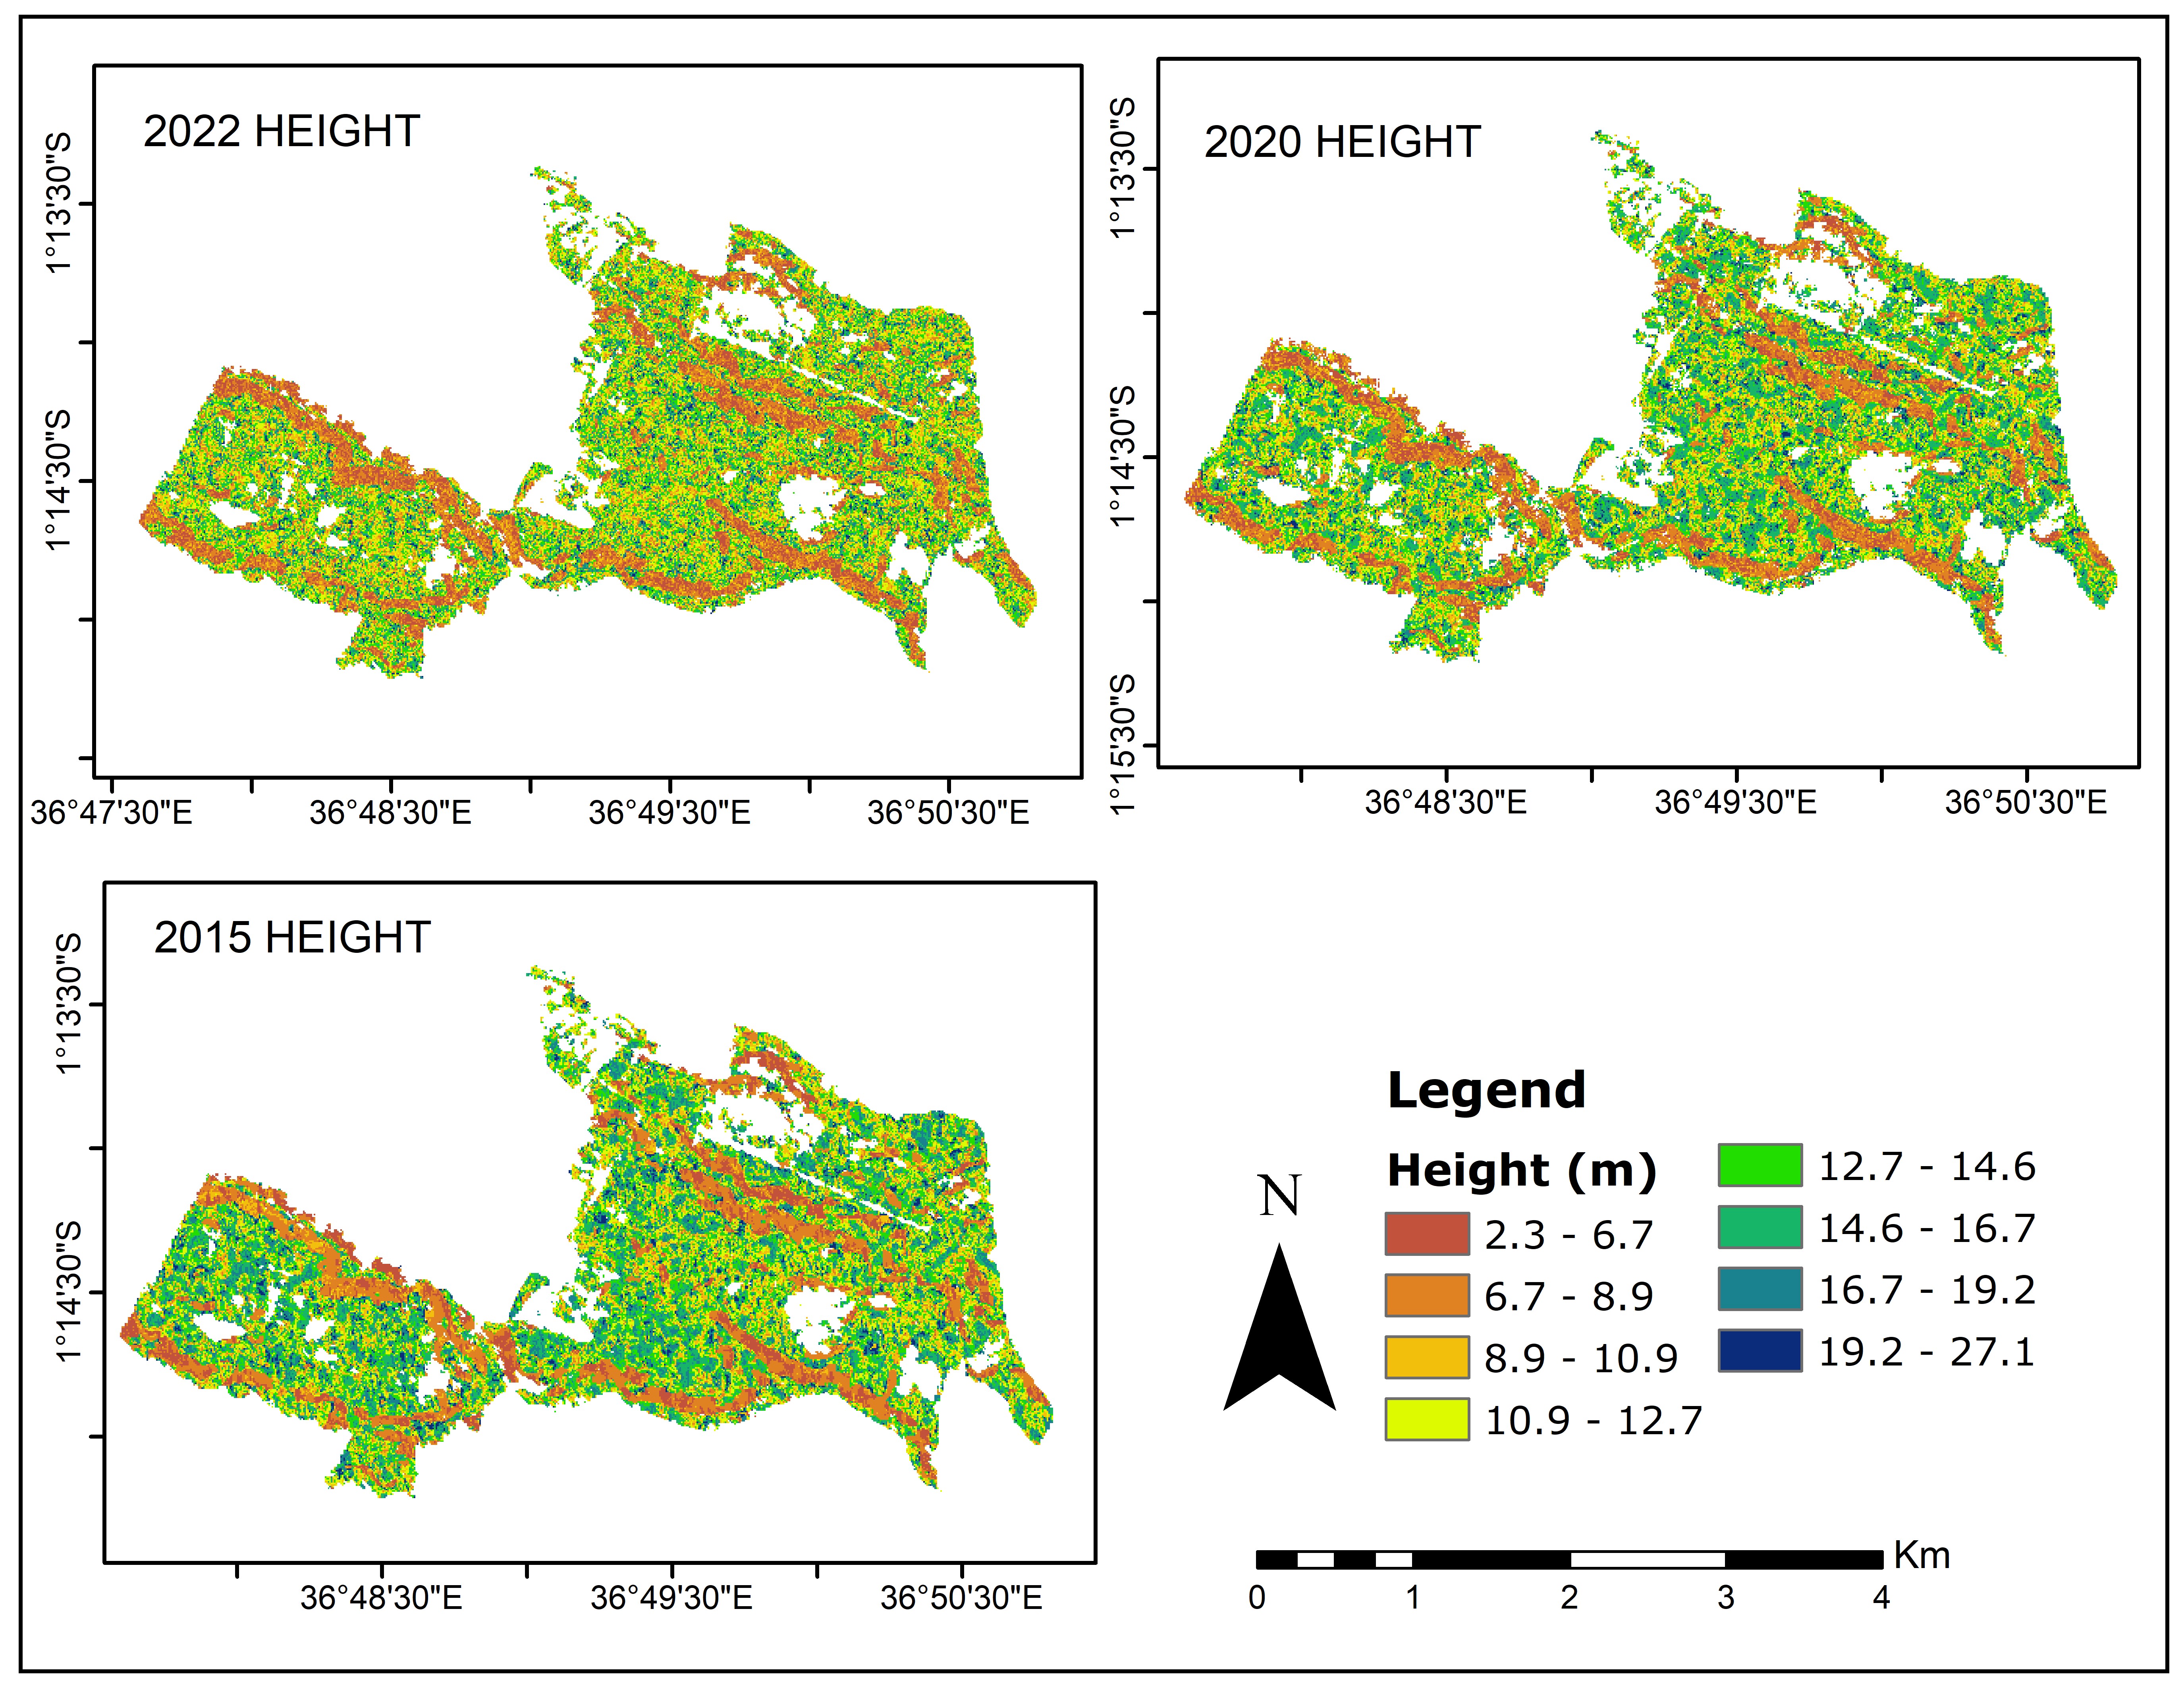 2022 HEIGHT
1°13'30"S
1°14'30"S
36°47'30"E 36°48'30"E 36°49'30"E 36°50'30"E
2020 HEIGHT
1°13'30"S
1°14'30"S
1°15'30"S
36°48'30"E 36°49'30"E 36°50'30"E
2015 HEIGHT
1°13'30"S
1°14'30"S
36°48'30"E 36°49'30"E 36°50'30"E
N
Legend
Height (m)
2.3 - 6.7
6.7 - 8.9
8.9 - 10.9
10.9 - 12.7
12.7 - 14.6
14.6 - 16.7
16.7 - 19.2
19.2 - 27.1
Km
0 1 2 3 4